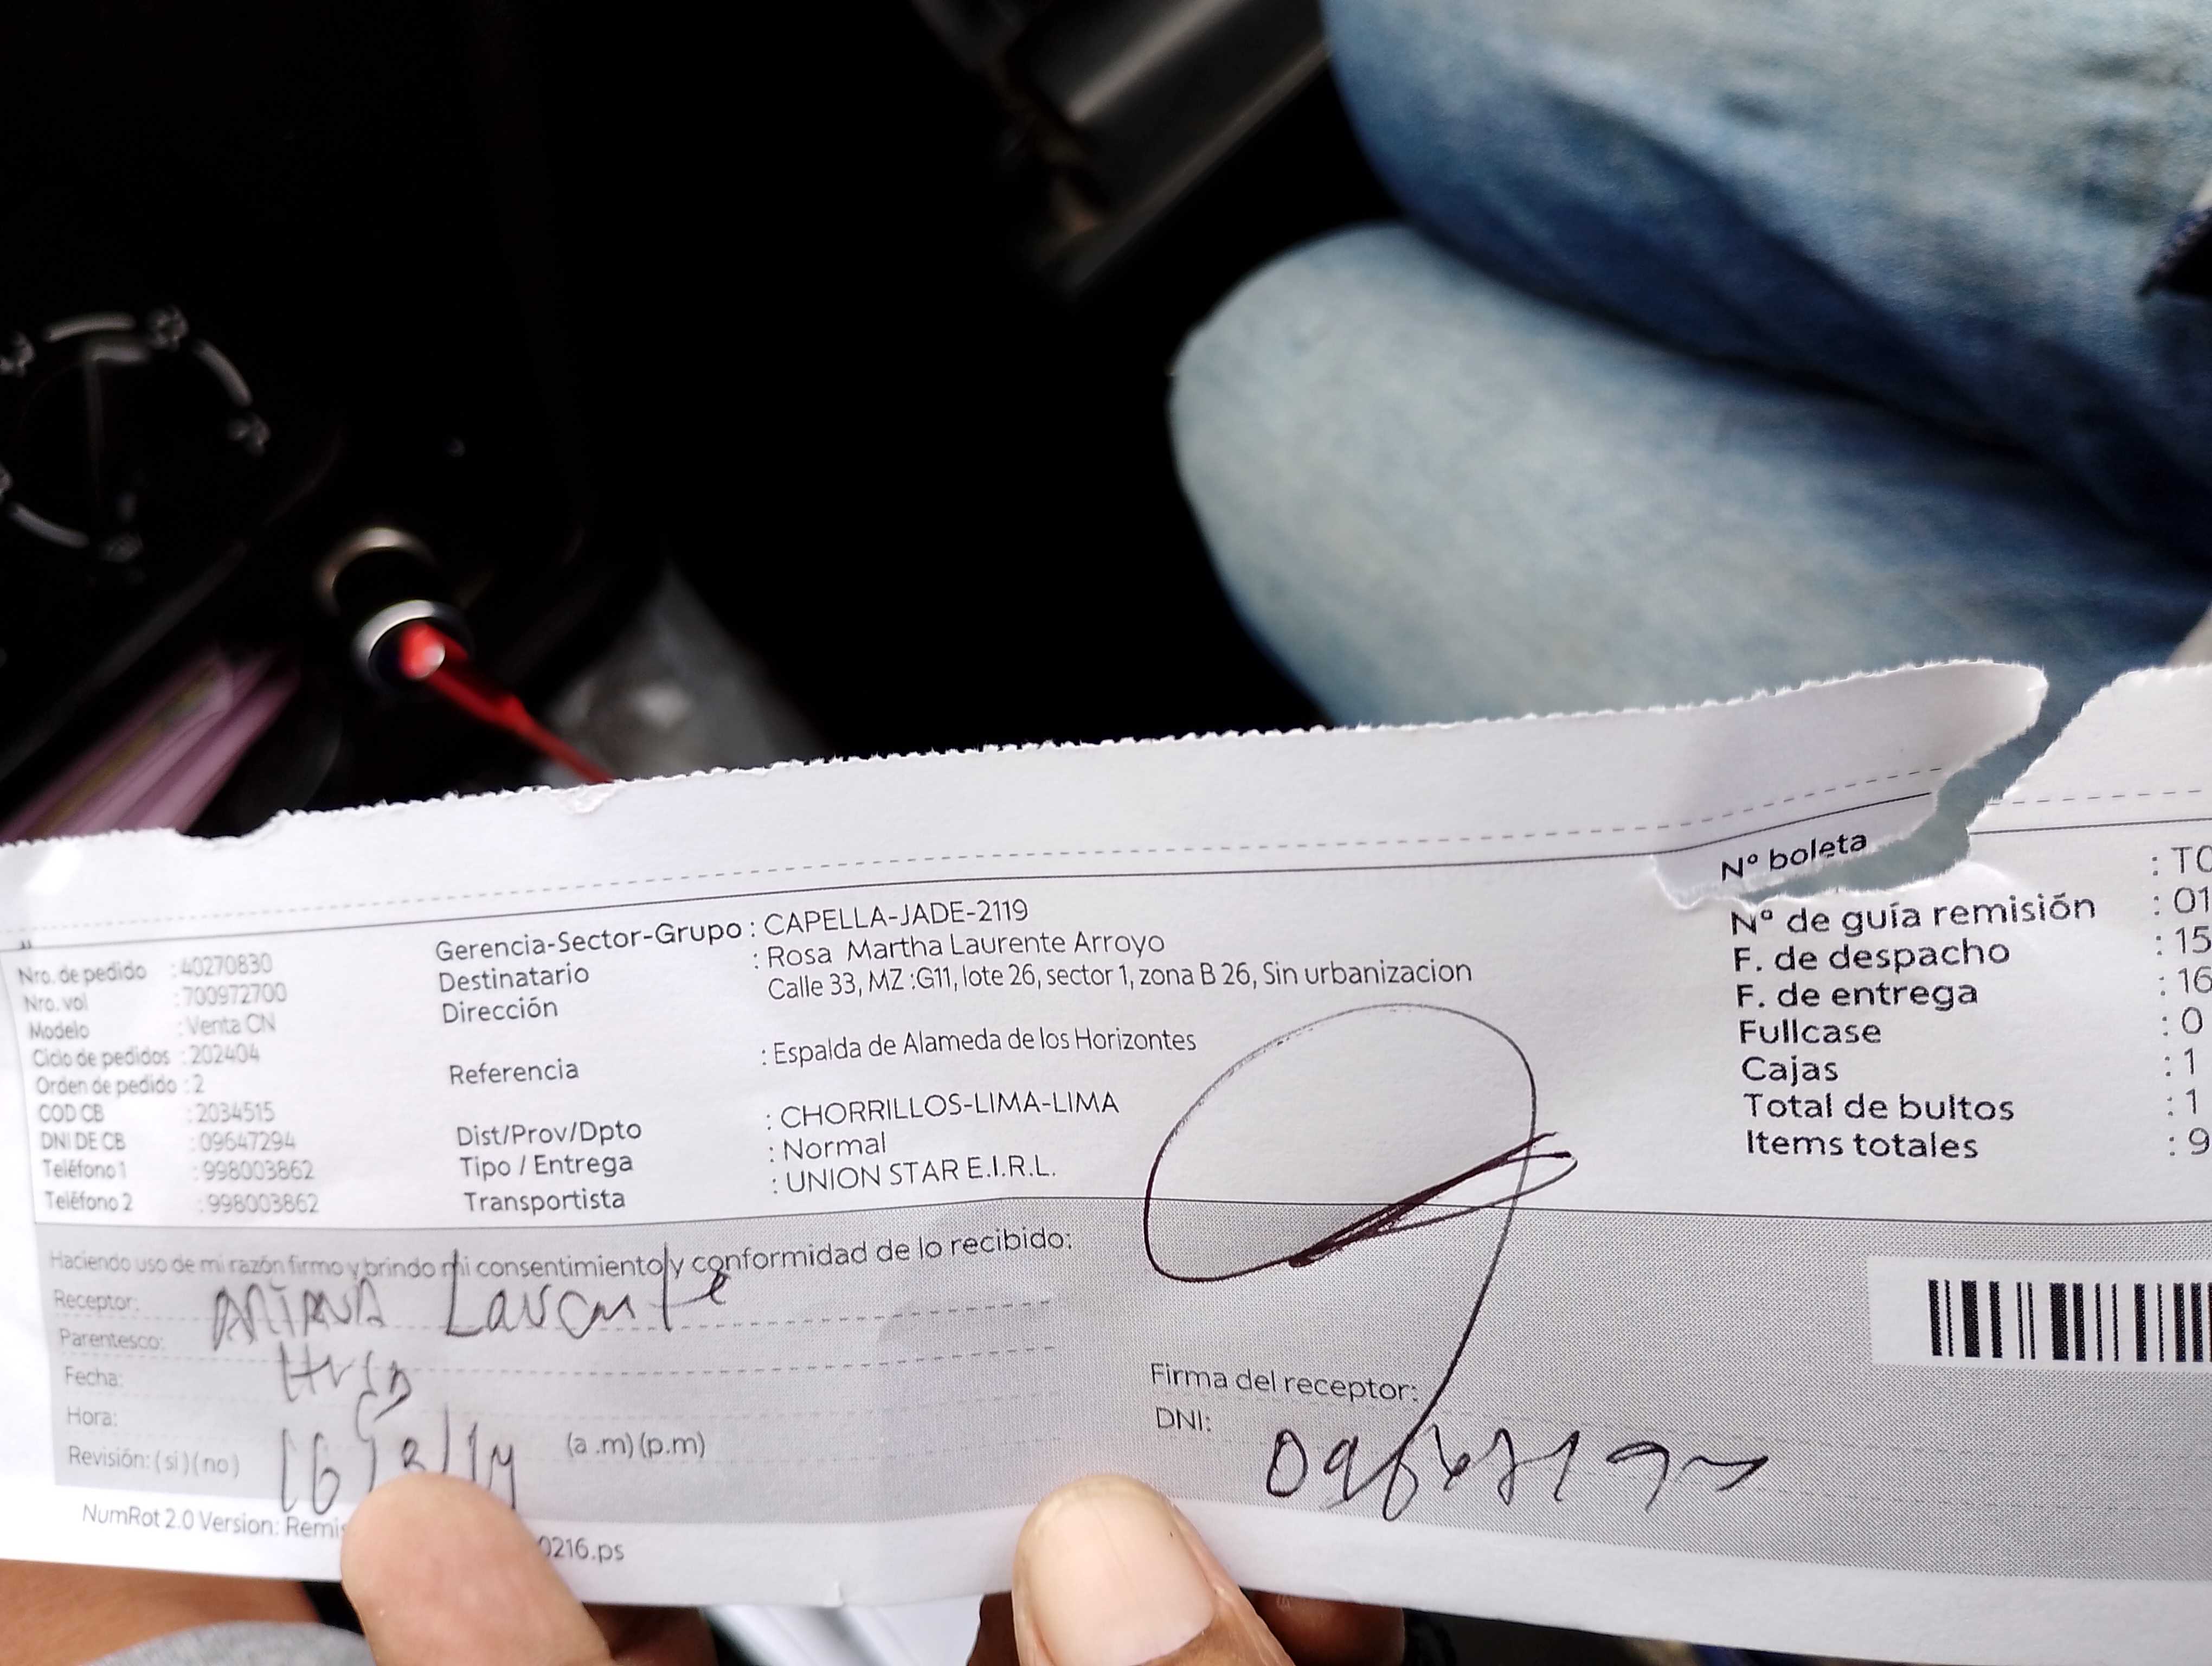 Nro. de pedido : 40270830
Nro. vol : 700972700
Modelo : Venta CN
Ciclo de pedidos : 202404
Orden de pedido : 2
COD CB : 2034515
DNI DE CB : 09647294
Teléfono 1 : 998003862
Teléfono 2 : 998003862
Gerencia-Sector-Grupo : CAPELLA-JADE-2119
Destinatario : Rosa Martha Laurente Arroyo
Dirección Calle 33, MZ :G11, lote 26, sector 1, zona B 26, Sin urbanizacion
Referencia : Espalda de Alameda de los Horizontes
Dist/Prov/Dpto : CHORRILLOS-LIMA-LIMA
Tipo / Entrega : Normal
Transportista : UNION STAR E.I.R.L.
N° boleta : T0
N° de guía remisión : 01
F. de despacho : 15
F. de entrega : 16
Fullcase : 0
Cajas : 1
Total de bultos : 1
Items totales : 9
Haciendo uso de mi razón firmo y brindo mi consentimiento y conformidad de lo recibido:
Receptor: Laurente
Parentesco:
Fecha:
Hora: (a .m) (p.m)
Revisión: ( si ) ( no )
Firma del receptor:
DNI:
NumRot 2.0 Version: Remis
0216.ps